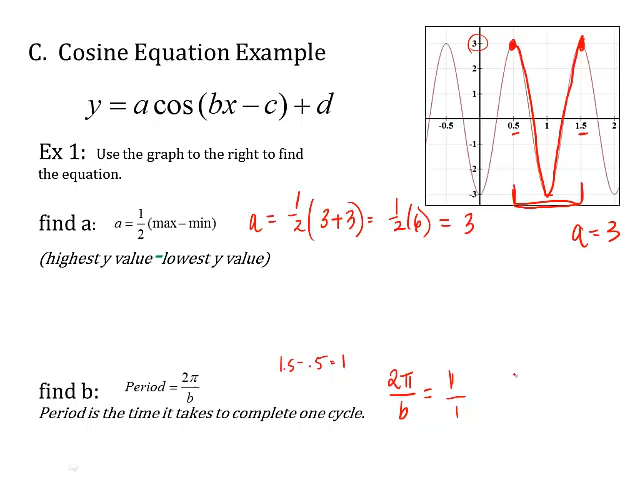 C. Cosine Equation Example
y = a cos(bx − c) + d
Ex 1: Use the graph to the right to find
the equation.
3
2
1
-0.5 0.5 1 1.5 2
-1
-2
-3
find a: a = 1/2 (max − min) a = 1/2 (3+3) = 1/2 (6) = 3
a = 3
(highest y value-lowest y value)
1.5 - .5 = 1
find b: Period = 2π/b 2π/b = 1/1
Period is the time it takes to complete one cycle.